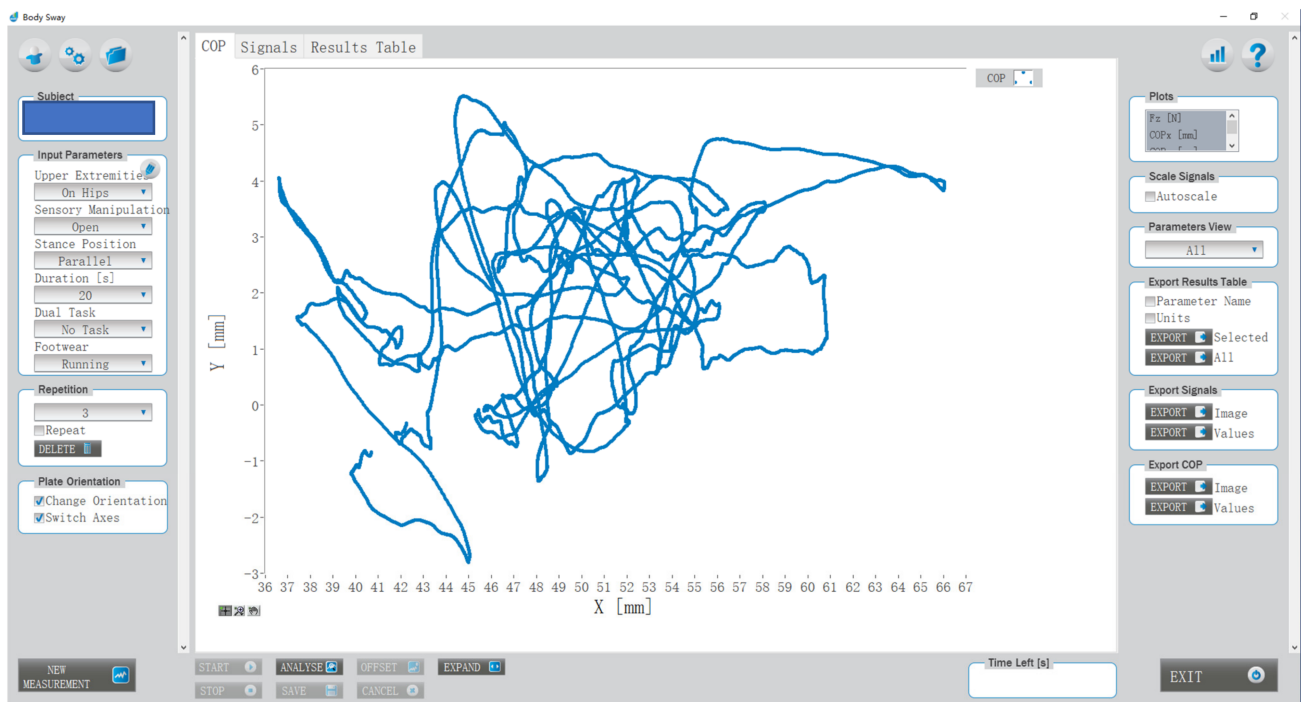 Body Sway
COP Signals Results Table
Subject
Input Parameters
Upper Extremitie
On Hips
Sensory Manipulation
Open
Stance Position
Parallel
Duration [s]
20
Dual Task
No Task
Footwear
Running
Repetition
3
Repeat
DELETE
Plate Orientation
Change Orientation
Switch Axes
NEW
MEASUREMENT
COP
6
5
4
3
2
1
0
-1
-2
-3
Y [mm]
36 37 38 39 40 41 42 43 44 45 46 47 48 49 50 51 52 53 54 55 56 57 58 59 60 61 62 63 64 65 66 67
X [mm]
START ANALYSE OFFSET EXPAND
STOP SAVE CANCEL
Time Left [s]
Plots
Fz [N]
COPx [mm]
Scale Signals
Autoscale
Parameters View
All
Export Results Table
Parameter Name
Units
EXPORT Selected
EXPORT All
Export Signals
EXPORT Image
EXPORT Values
Export COP
EXPORT Image
EXPORT Values
EXIT